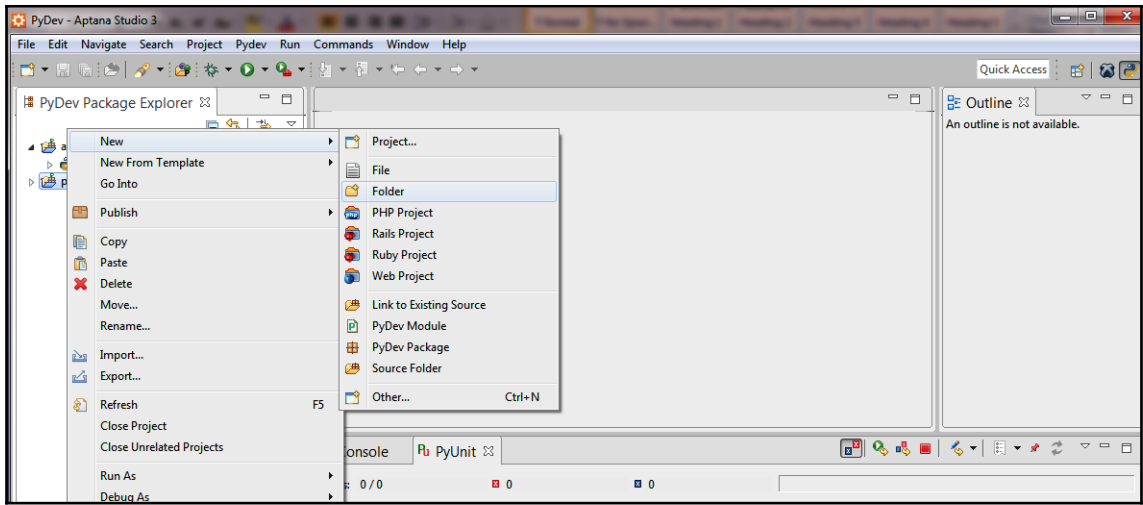 PyDev - Aptana Studio 3
File Edit Navigate Search Project Pydev Run Commands Window Help
Quick Access
PyDev Package Explorer
Outline
An outline is not available.
a
p
New
New From Template
Go Into
Publish
Copy
Paste
Delete
Move...
Rename...
Import...
Export...
Refresh F5
Close Project
Close Unrelated Projects
Run As
Debug As
Project...
File
Folder
PHP Project
Rails Project
Ruby Project
Web Project
Link to Existing Source
PyDev Module
PyDev Package
Source Folder
Other... Ctrl+N
onsole
PyUnit
s: 0 / 0 0 0